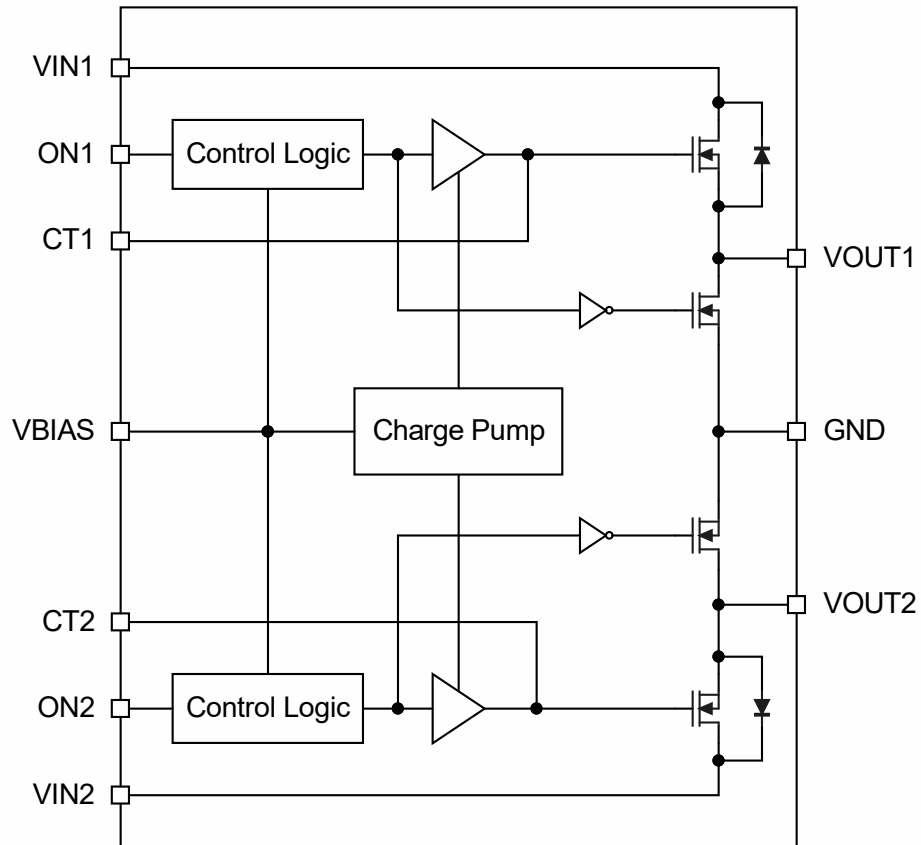 VIN1
ON1
Control Logic
CT1
VOUT1
VBIAS
Charge Pump
GND
CT2
VOUT2
ON2
Control Logic
VIN2